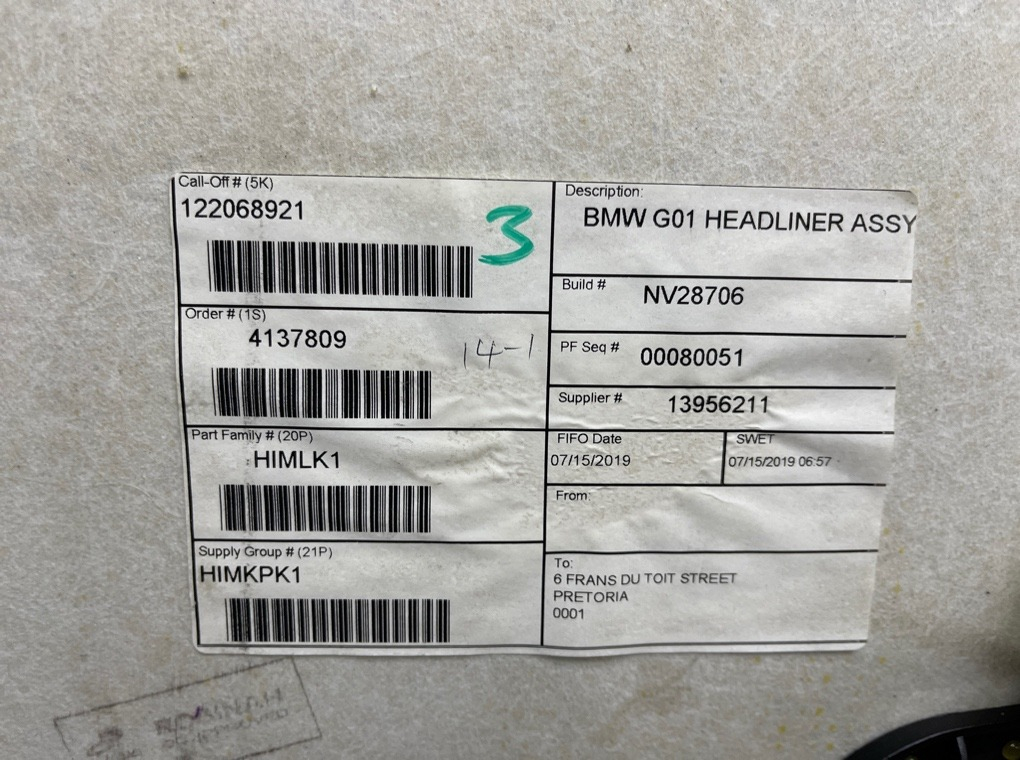 Call-Off # (5K)
122068921
3
Order # (1S)
4137809
14-1
Part Family # (20P)
HIMLK1
Supply Group # (21P)
HIMKPK1
Description:
BMW G01 HEADLINER ASSY
Build #
NV28706
PF Seq #
00080051
Supplier #
13956211
FIFO Date
07/15/2019
SWET
07/15/2019 06:57
From:
To:
6 FRANS DU TOIT STREET
PRETORIA
0001